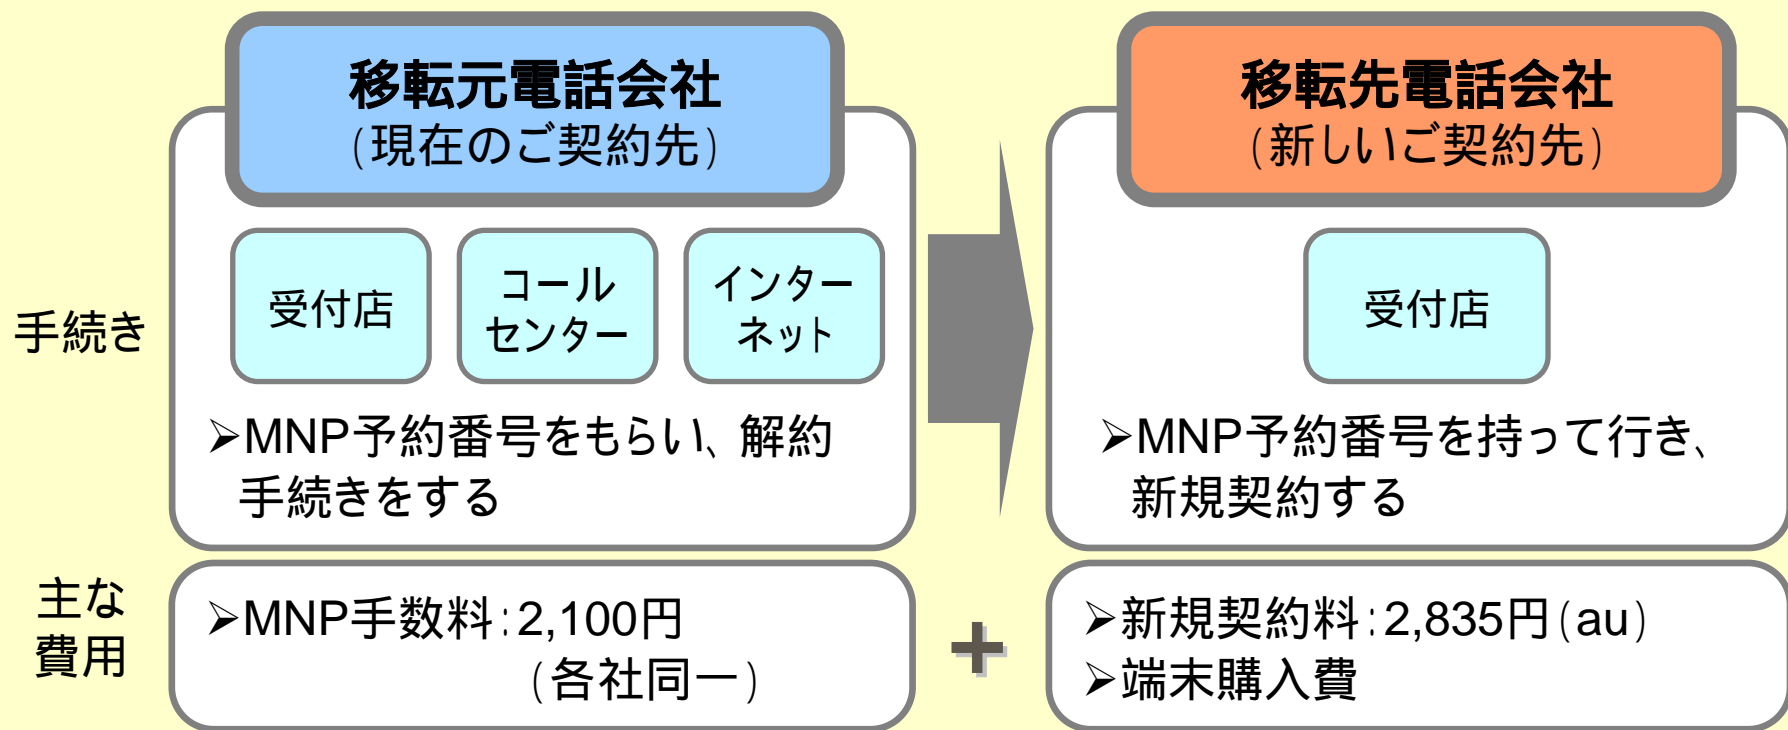 移転元電話会社
(現在のご契約先)
移転先電話会社
(新しいご契約先)
手続き
受付店
コール
センター
インター
ネット
受付店
➢MNP予約番号をもらい、解約
手続きをする
➢MNP予約番号を持って行き、
新規契約する
主な
費用
➢MNP手数料:2,100円
(各社同一)
+
➢新規契約料:2,835円(au)
➢端末購入費